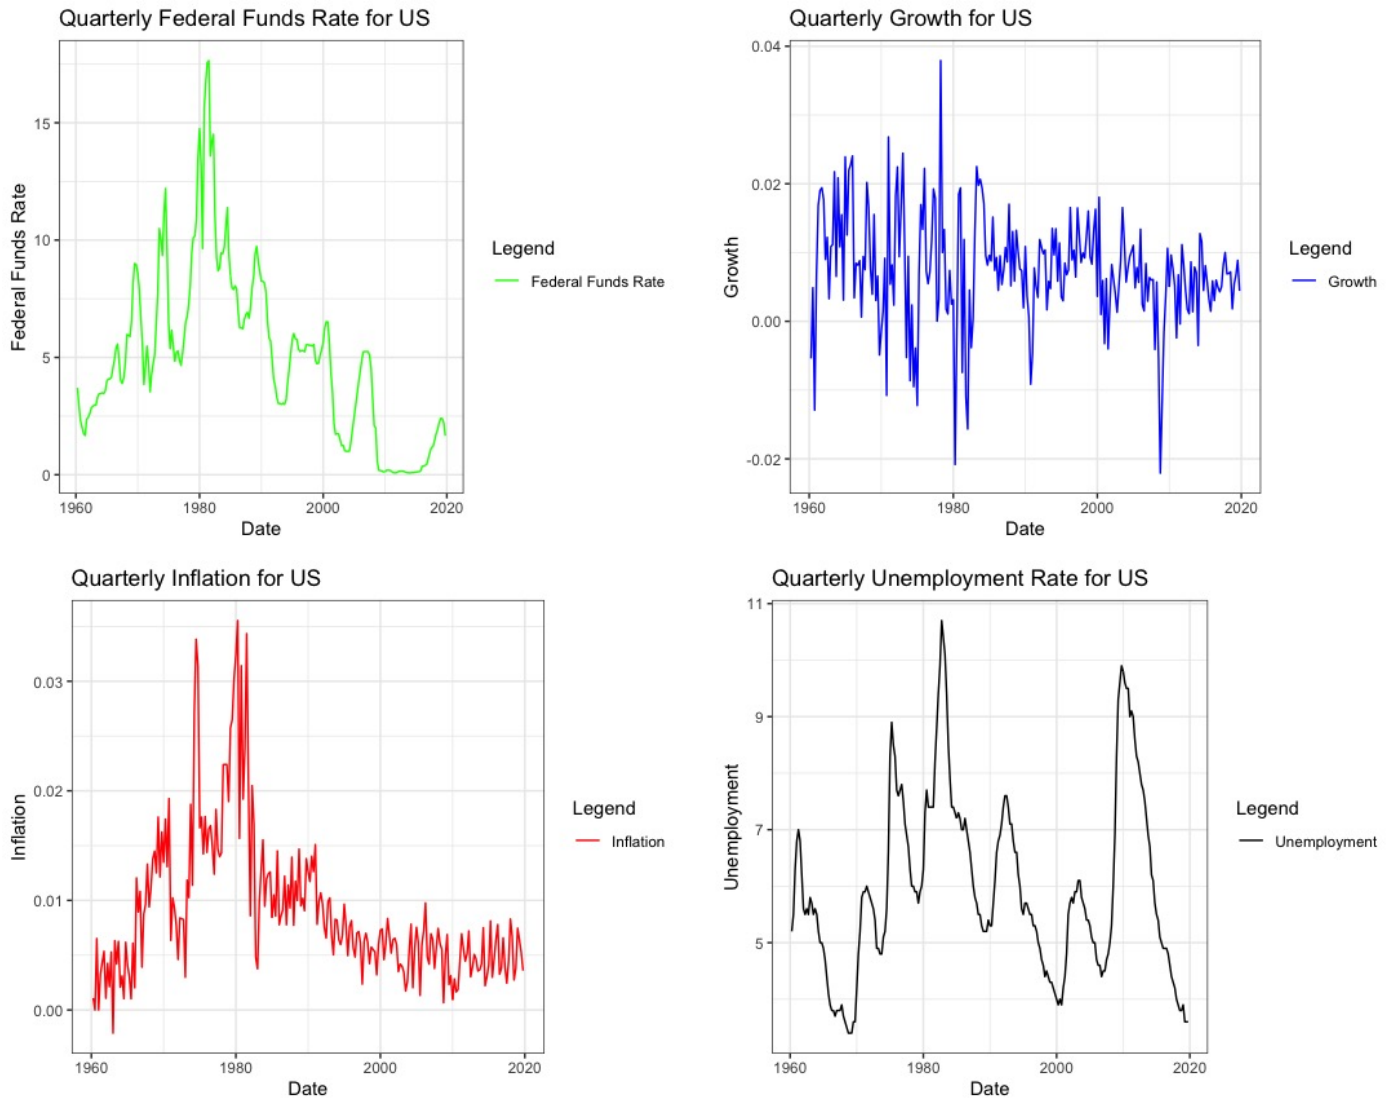 Quarterly Federal Funds Rate for US
Federal Funds Rate
15
10
5
0
1960
1980
2000
2020
Date
Legend
Federal Funds Rate
Quarterly Growth for US
Growth
0.04
0.02
0.00
-0.02
1960
1980
2000
2020
Date
Legend
Growth
Quarterly Inflation for US
Inflation
0.03
0.02
0.01
0.00
1960
1980
2000
2020
Date
Legend
Inflation
Quarterly Unemployment Rate for US
Unemployment
11
9
7
5
1960
1980
2000
2020
Date
Legend
Unemployment